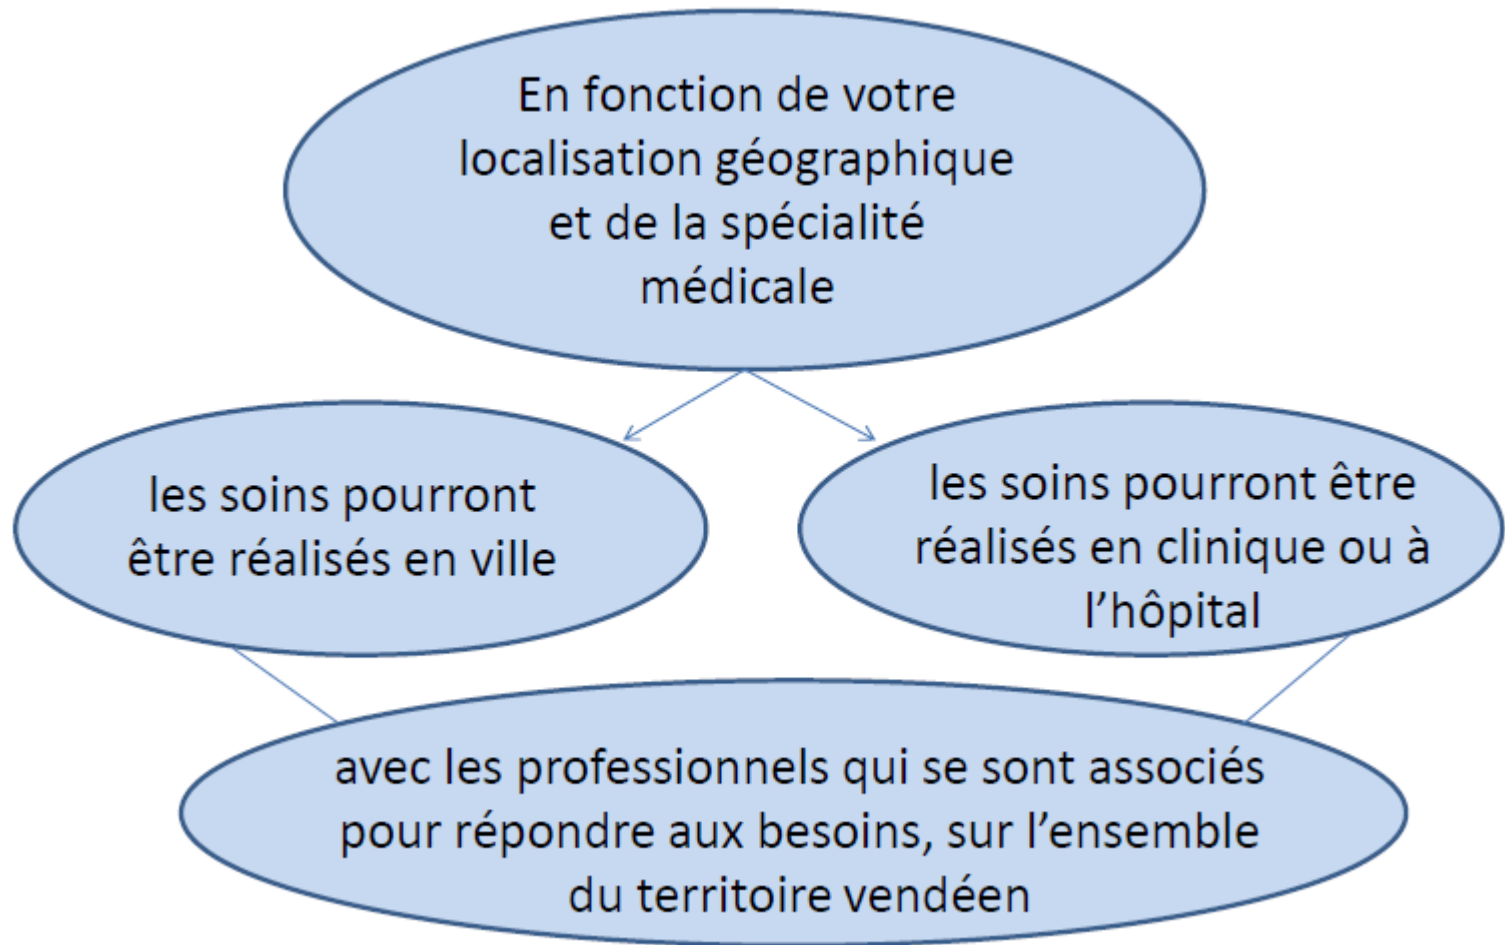 En fonction de votre
localisation géographique
et de la spécialité
médicale
les soins pourront
être réalisés en ville
les soins pourront être
réalisés en clinique ou à
l’hôpital
avec les professionnels qui se sont associés
pour répondre aux besoins, sur l’ensemble
du territoire vendéen